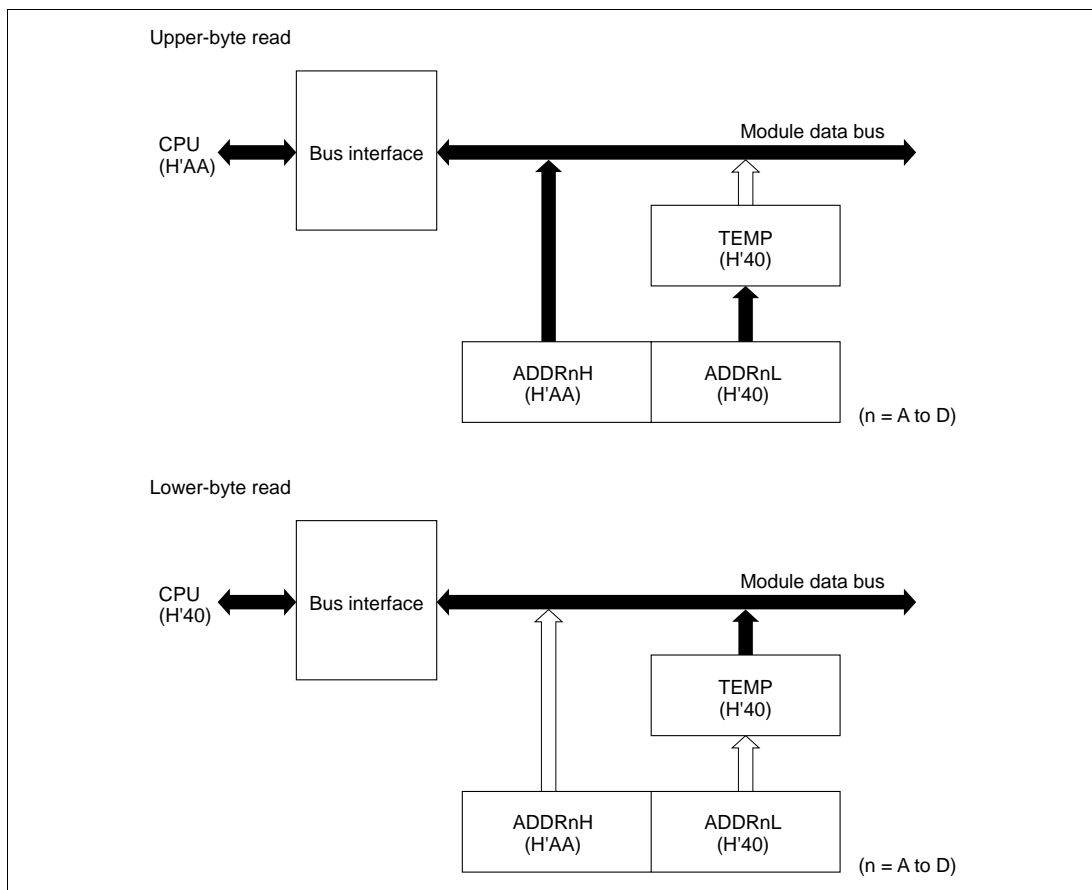 Upper-byte read
CPU
(H'AA)
Bus interface
Module data bus
TEMP
(H'40)
ADDRnH
(H'AA)
ADDRnL
(H'40)
(n = A to D)
Lower-byte read
CPU
(H'40)
Bus interface
Module data bus
TEMP
(H'40)
ADDRnH
(H'AA)
ADDRnL
(H'40)
(n = A to D)